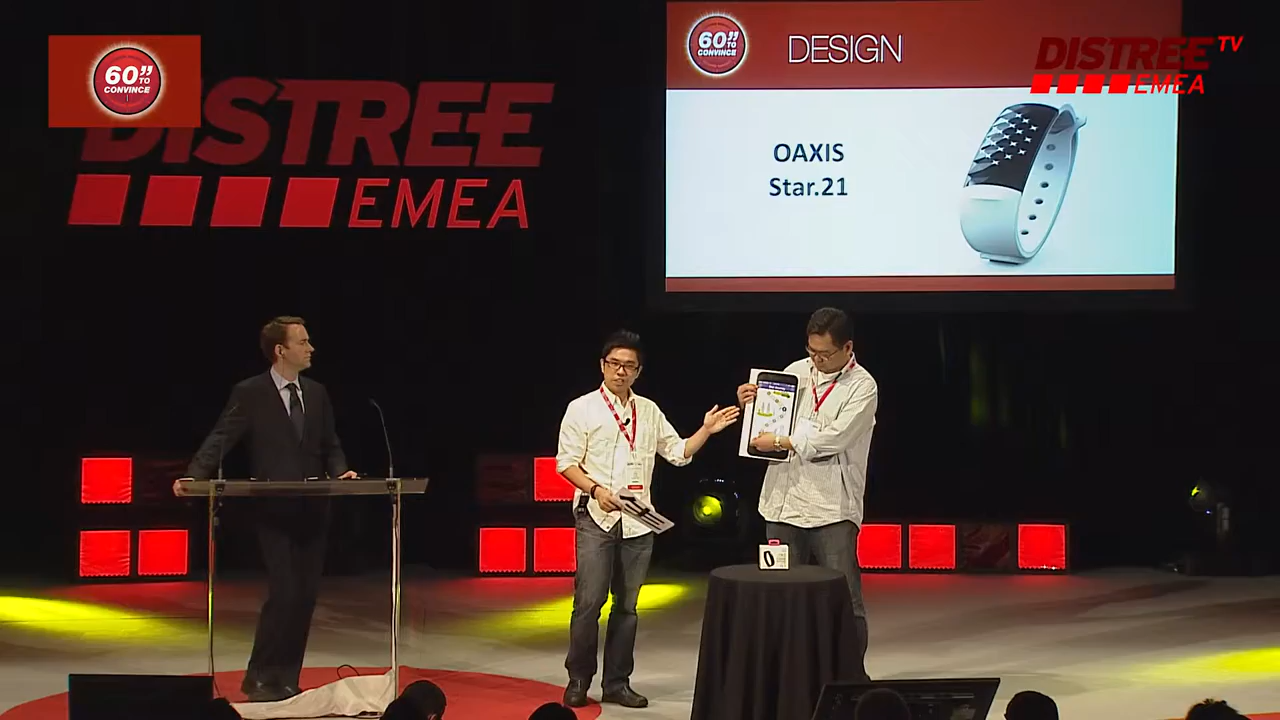 60”
TO
CONVINCE
DISTREE
EMEA
60”
TO
CONVINCE
DESIGN
OAXIS
Star.21
DISTREE TV
EMEA